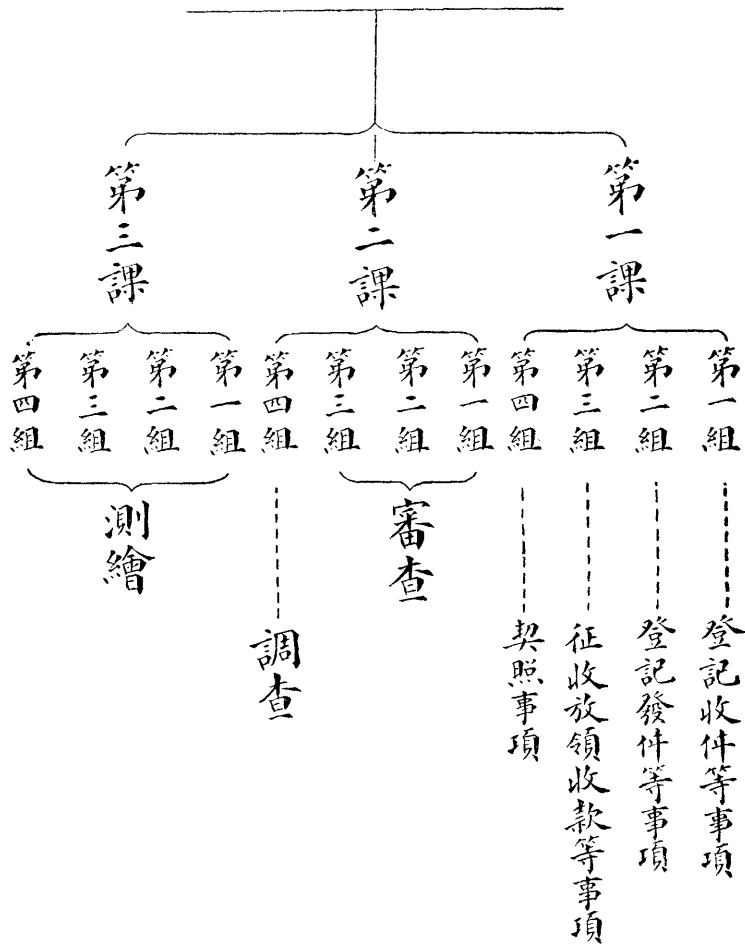 第一課
第二課
第三課
第一組
第二組
第三組
第四組
第一組
第二組
第三組
第四組
第一組
第二組
第三組
第四組
登記收件等事項
登記發件等事項
征收放領收款等事項
契照事項
審查
調查
測繪